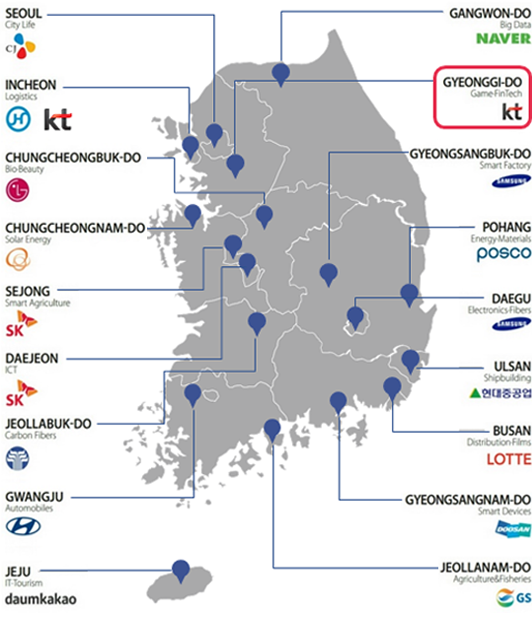 SEOUL
City Life
CJ
INCHEON
Logistics
kt
CHUNGCHEONGBUK-DO
Bio-Beauty
LG
CHUNGCHEONGNAM-DO
Solar Energy
SEJONG
Smart Agriculture
SK
DAEJEON
ICT
SK
JEOLLABUK-DO
Carbon Fibers
GWANGJU
Automobiles
JEJU
IT-Tourism
daumkakao
GANGWON-DO
Big Data
NAVER
GYEONGGI-DO
Game-FinTech
kt
GYEONGSANGBUK-DO
Smart Factory
SAMSUNG
POHANG
Energy-Materials
posco
DAEGU
Electronics-Fibers
SAMSUNG
ULSAN
Shipbuilding
현대중공업
BUSAN
Distribution Films
LOTTE
GYEONGSANGNAM-DO
Smart Devices
DOOSAN
JEOLLANAM-DO
Agriculture&Fisheries
GS